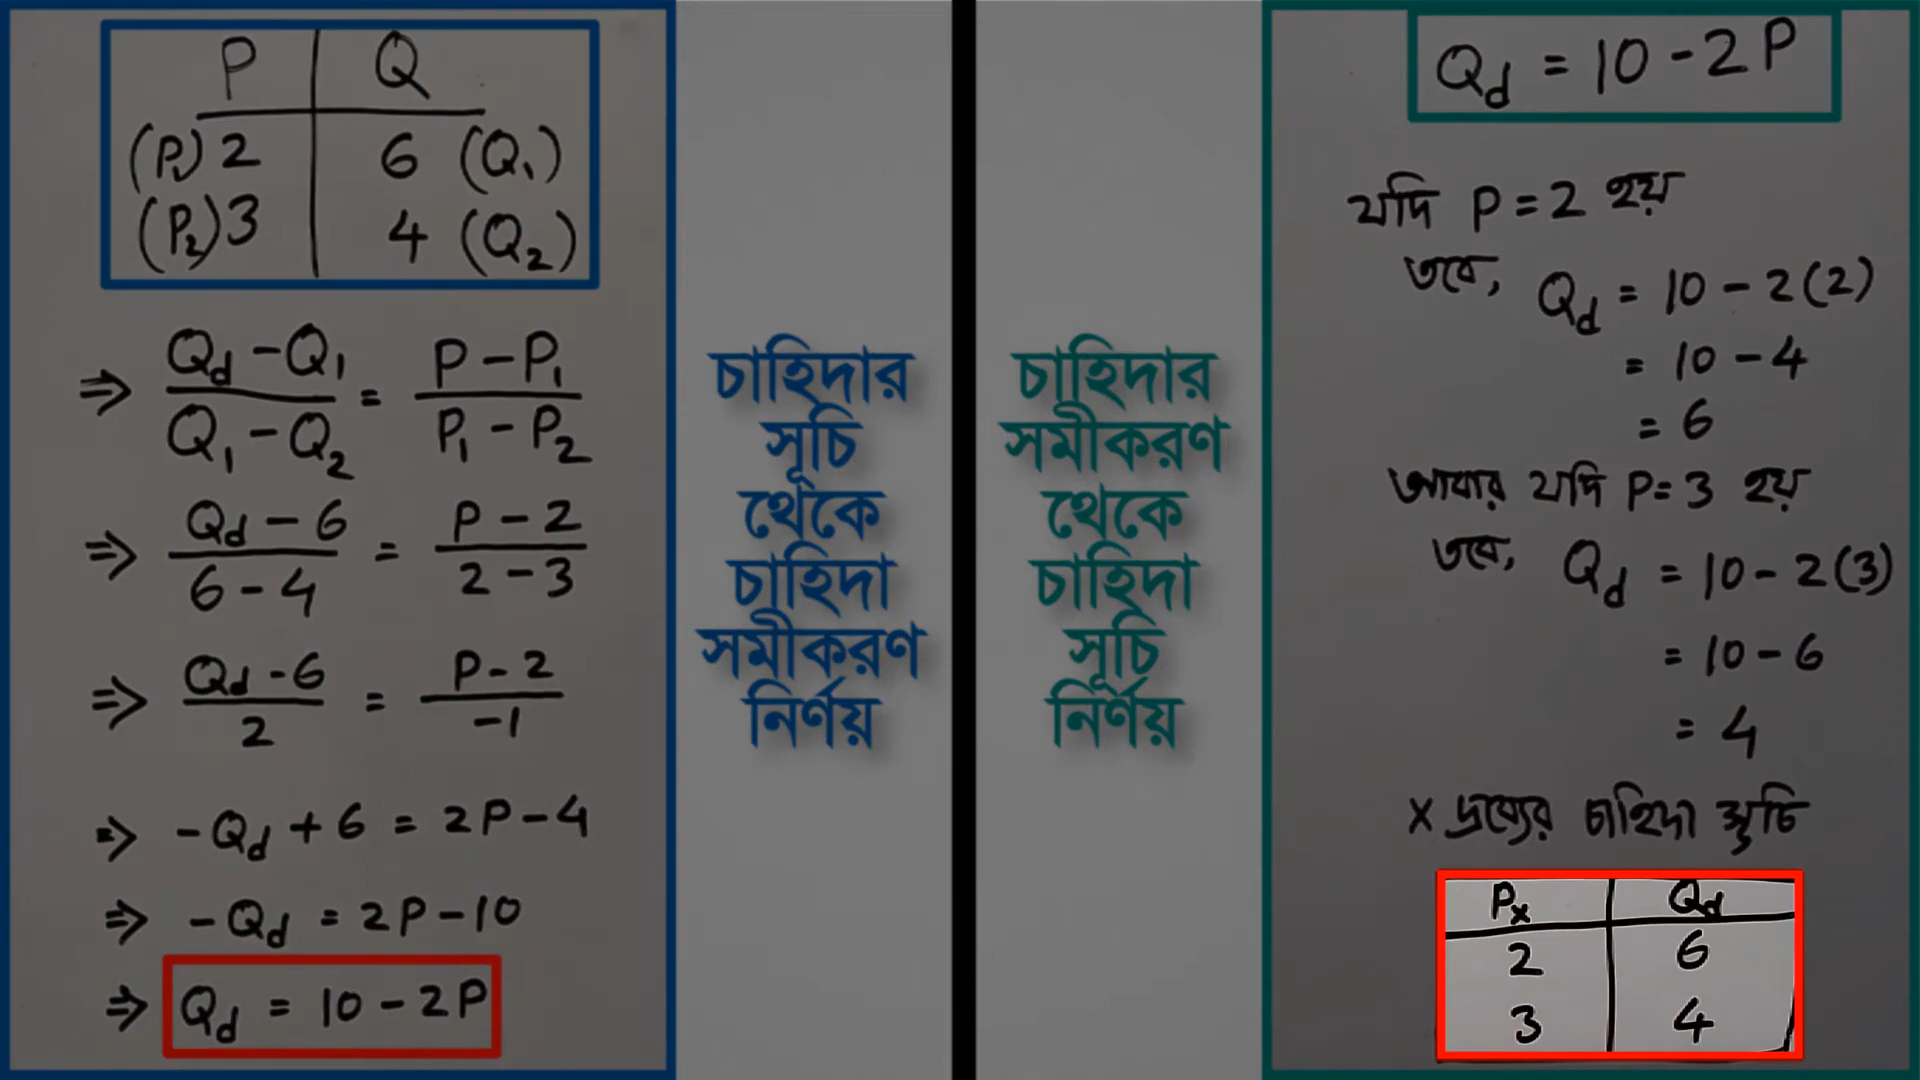 P | Q
(P₁) 2 | 6 (Q₁)
(P₂) 3 | 4 (Q₂)
⇒ (Qd - Q₁)/(Q₁ - Q₂) = (P - P₁)/(P₁ - P₂)
⇒ (Qd - 6)/(6 - 4) = (P - 2)/(2 - 3)
⇒ (Qd - 6)/2 = (P - 2)/-1
⇒ -Qd + 6 = 2P - 4
⇒ -Qd = 2P - 10
⇒ Qd = 10 - 2P
চাহিদার
সূচি
থেকে
চাহিদা
সমীকরণ
নির্ণয়
চাহিদার
সমীকরণ
থেকে
চাহিদা
সূচি
নির্ণয়
Qd = 10 - 2P
যদি P = 2 হয়
তবে, Qd = 10 - 2(2)
= 10 - 4
= 6
আবার যদি P = 3 হয়
তবে, Qd = 10 - 2(3)
= 10 - 6
= 4
X দ্রব্যের চাহিদা সূচি
Px | Qd
2 | 6
3 | 4